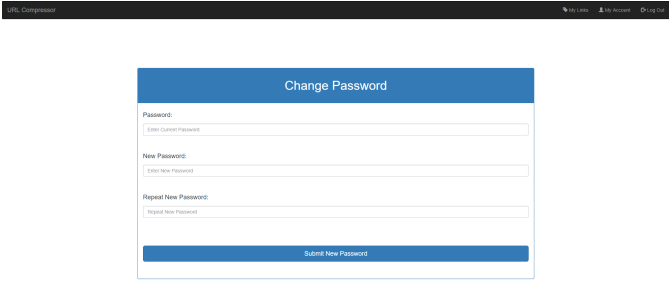 URL Compressor My Links My Account Log Out
Change Password
Password:
Enter Current Password
New Password:
Enter New Password
Repeat New Password:
Repeat New Password
Submit New Password